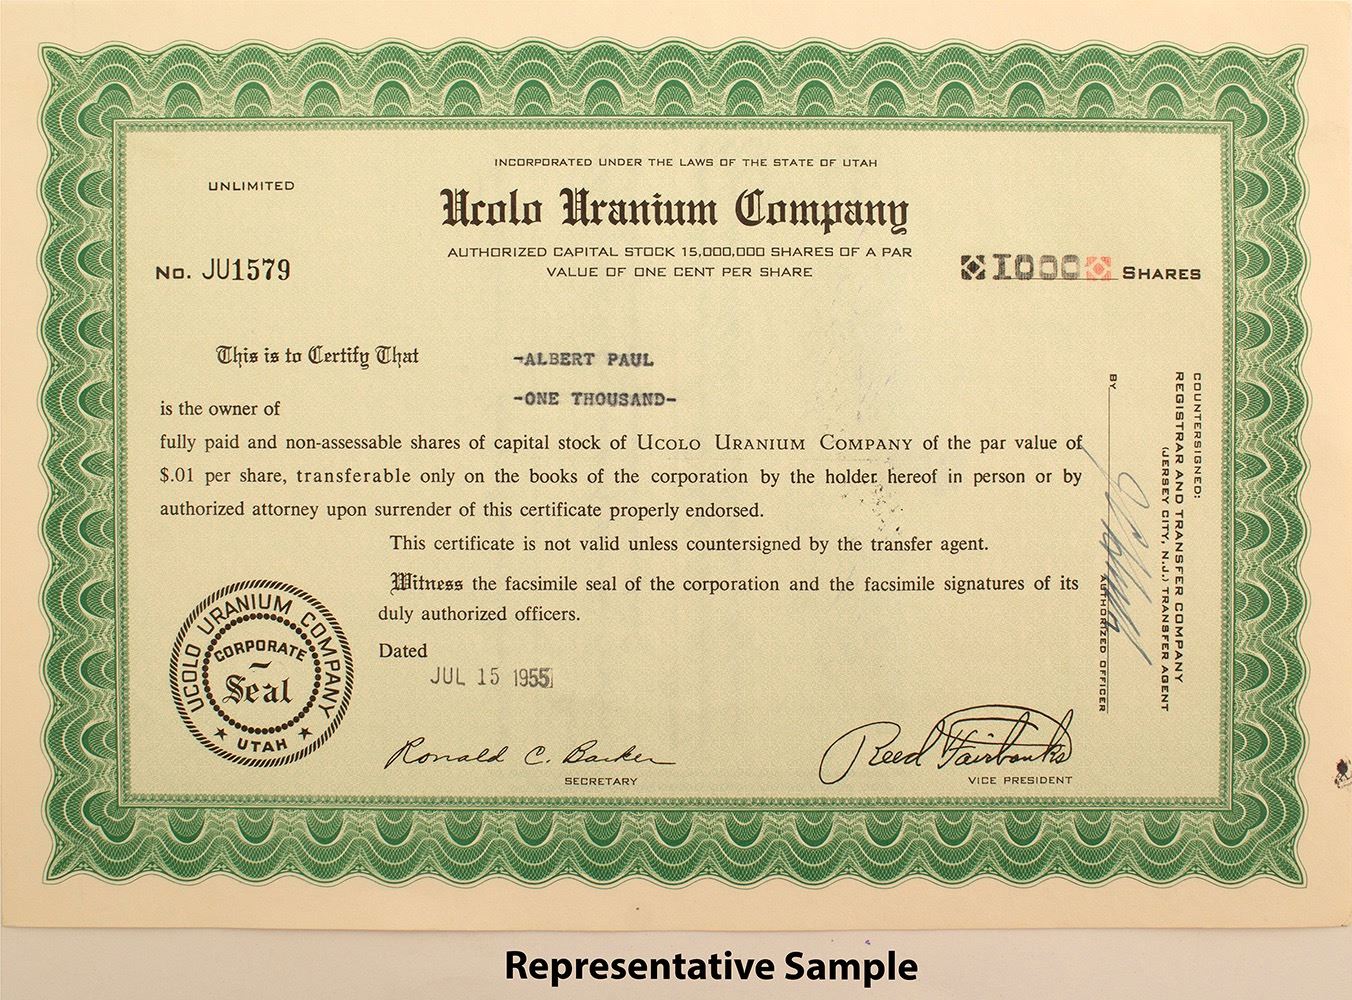 INCORPORATED UNDER THE LAWS OF THE STATE OF UTAH
UNLIMITED
Ucolo Uranium Company
AUTHORIZED CAPITAL STOCK 15,000,000 SHARES OF A PAR
VALUE OF ONE CENT PER SHARE
No. JU1579
1000 SHARES
This is to Certify That -ALBERT PAUL
-ONE THOUSAND-
is the owner of
fully paid and non-assessable shares of capital stock of UCOLO URANIUM COMPANY of the par value of
$.01 per share, transferable only on the books of the corporation by the holder hereof in person or by
authorized attorney upon surrender of this certificate properly endorsed.
This certificate is not valid unless countersigned by the transfer agent.
Witness the facsimile seal of the corporation and the facsimile signatures of its
duly authorized officers.
Dated
JUL 15 1955
UCOLO URANIUM COMPANY
CORPORATE
Seal
UTAH
Ronald C. Barker
SECRETARY
Reed Fairbanks
VICE PRESIDENT
COUNTERSIGNED:
REGISTRAR AND TRANSFER COMPANY
(JERSEY CITY, N.J.) TRANSFER AGENT
BY
AUTHORIZED OFFICER
Representative Sample